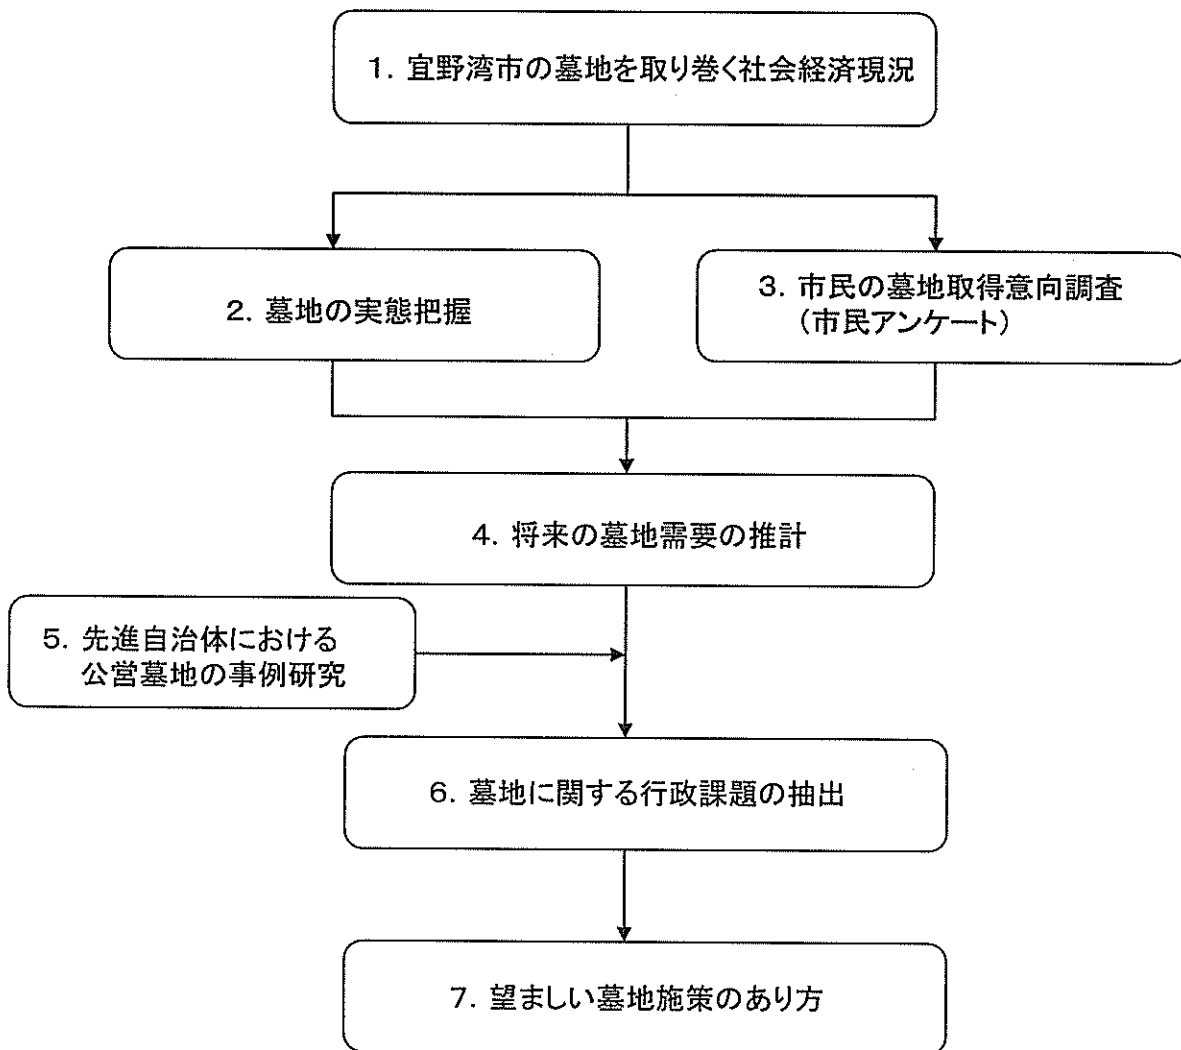 1. 宜野湾市の墓地を取り巻く社会経済現況
2. 墓地の実態把握
3. 市民の墓地取得意向調査
（市民アンケート）
4. 将来の墓地需要の推計
5. 先進自治体における
公営墓地の事例研究
6. 墓地に関する行政課題の抽出
7. 望ましい墓地施策のあり方